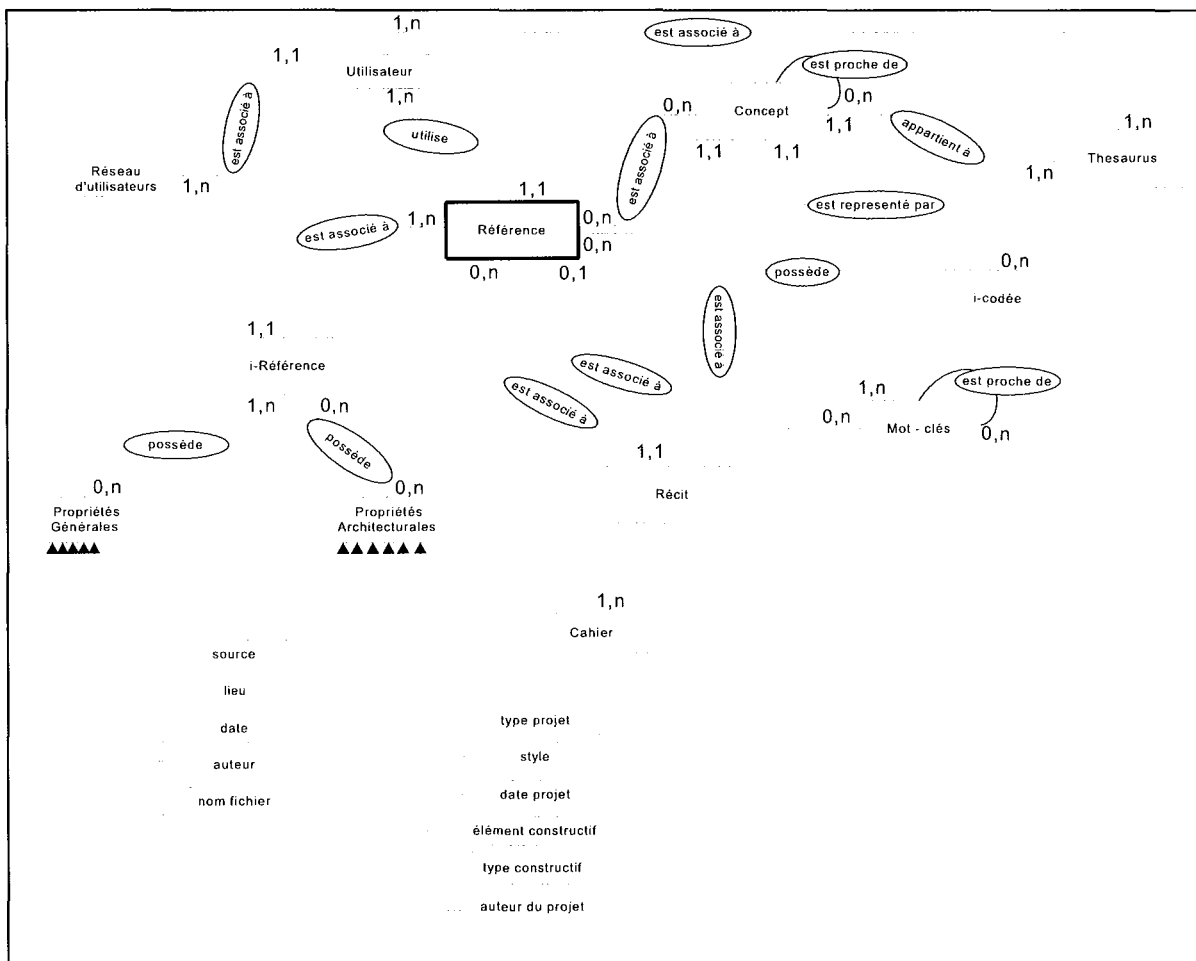 1,n
est associé à
1,1
est proche de
Utilisateur
1,n
0,n
Concept
0,n
est associé à
utilise
1,1
appartient à
1,n
est associé à
1,1
1,1
Thesaurus
Réseau
d'utilisateurs
1,n
1,n
1,1
est representé par
est associé à
1,n
Référence
0,n
0,n
0,n
0,1
possède
0,n
i-codée
est associé à
1,1
i-Référence
est associé à
est proche de
est associé à
1,n
1,n
0,n
0,n
Mot - clés
0,n
possède
possède
1,1
Récit
0,n
0,n
Propriétés
Générales
Propriétés
Architecturales
1,n
Cahier
source
lieu
date
auteur
nom fichier
type projet
style
date projet
élément constructif
type constructif
auteur du projet